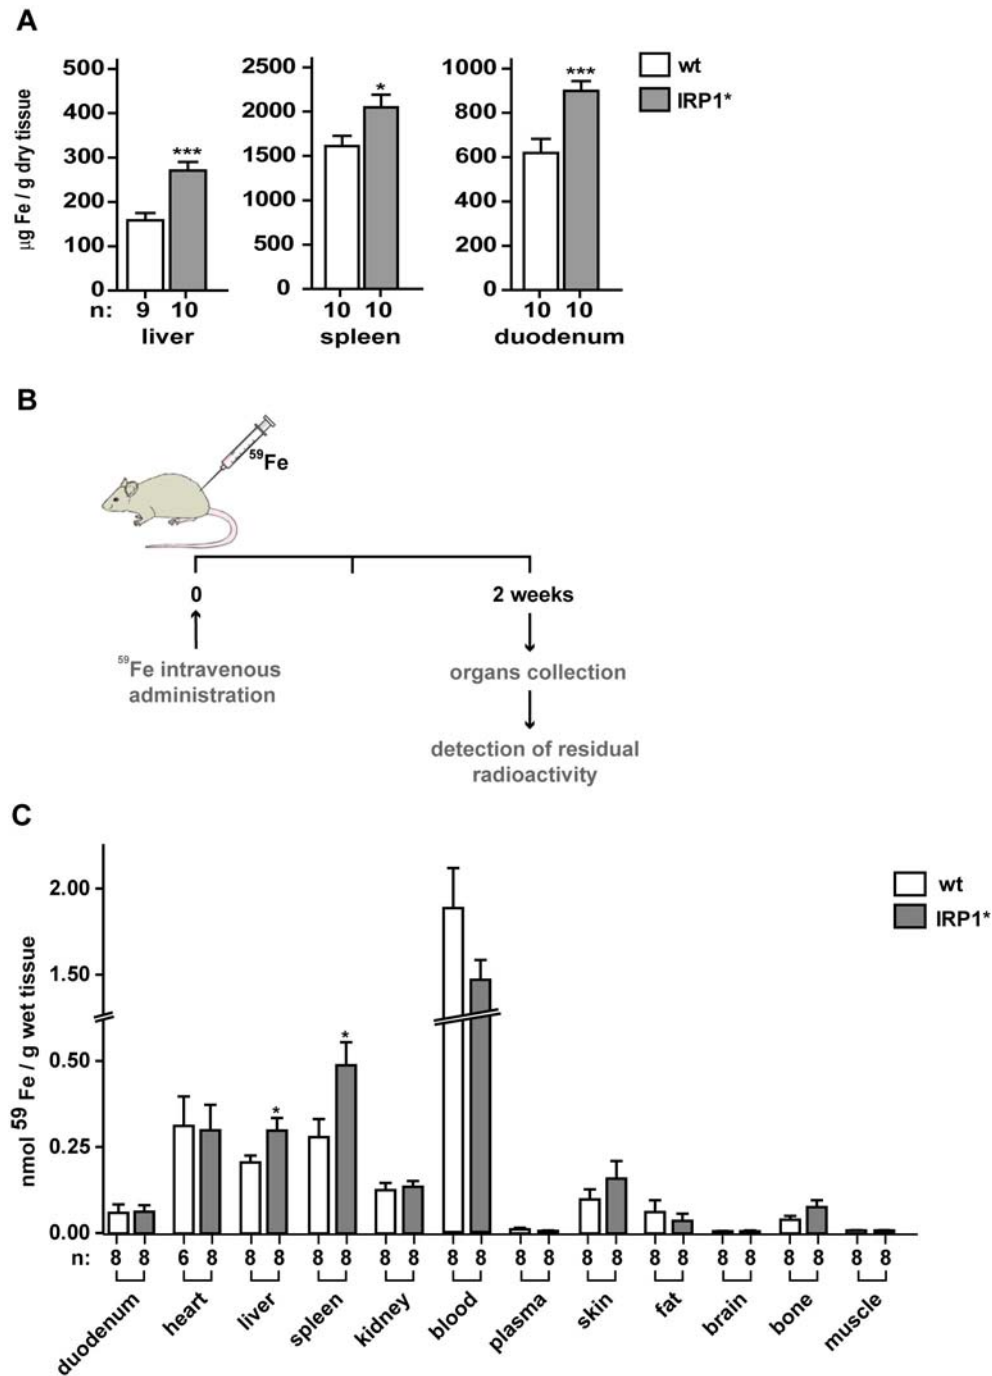 A
μg Fe / g dry tissue
500
400
300
200
100
0
***
n: 9 10
liver
2500
2000
1500
1000
500
0
*
10 10
spleen
1000
800
600
400
200
0
***
10 10
duodenum
wt
IRP1*
B
59Fe
0
2 weeks
59Fe intravenous
administration
organs collection
detection of residual
radioactivity
C
nmol 59 Fe / g wet tissue
2.00
1.50
0.50
0.25
0.00
*
*
wt
IRP1*
n: 8 8 6 8 8 8 8 8 8 8 8 8 8 8 8 8 8 8 8 8 8 8 8 8
duodenum
heart
liver
spleen
kidney
blood
plasma
skin
fat
brain
bone
muscle